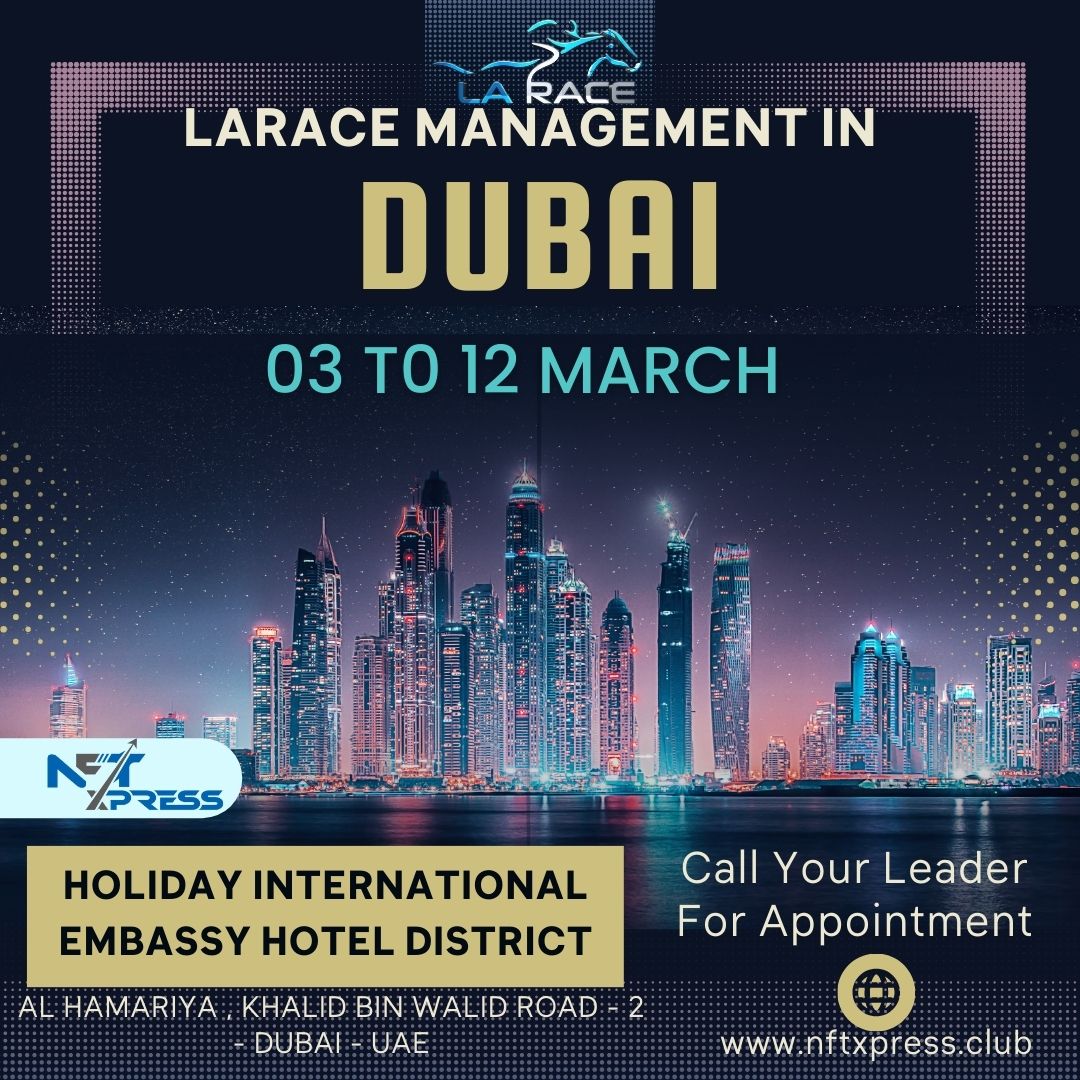 LA RACE
LARACE MANAGEMENT IN
DUBAI
03 T0 12 MARCH
NFT
XPRESS
HOLIDAY INTERNATIONAL
EMBASSY HOTEL DISTRICT
AL HAMARIYA , KHALID BIN WALID ROAD - 2
- DUBAI - UAE
Call Your Leader
For Appointment
www.nftxpress.club